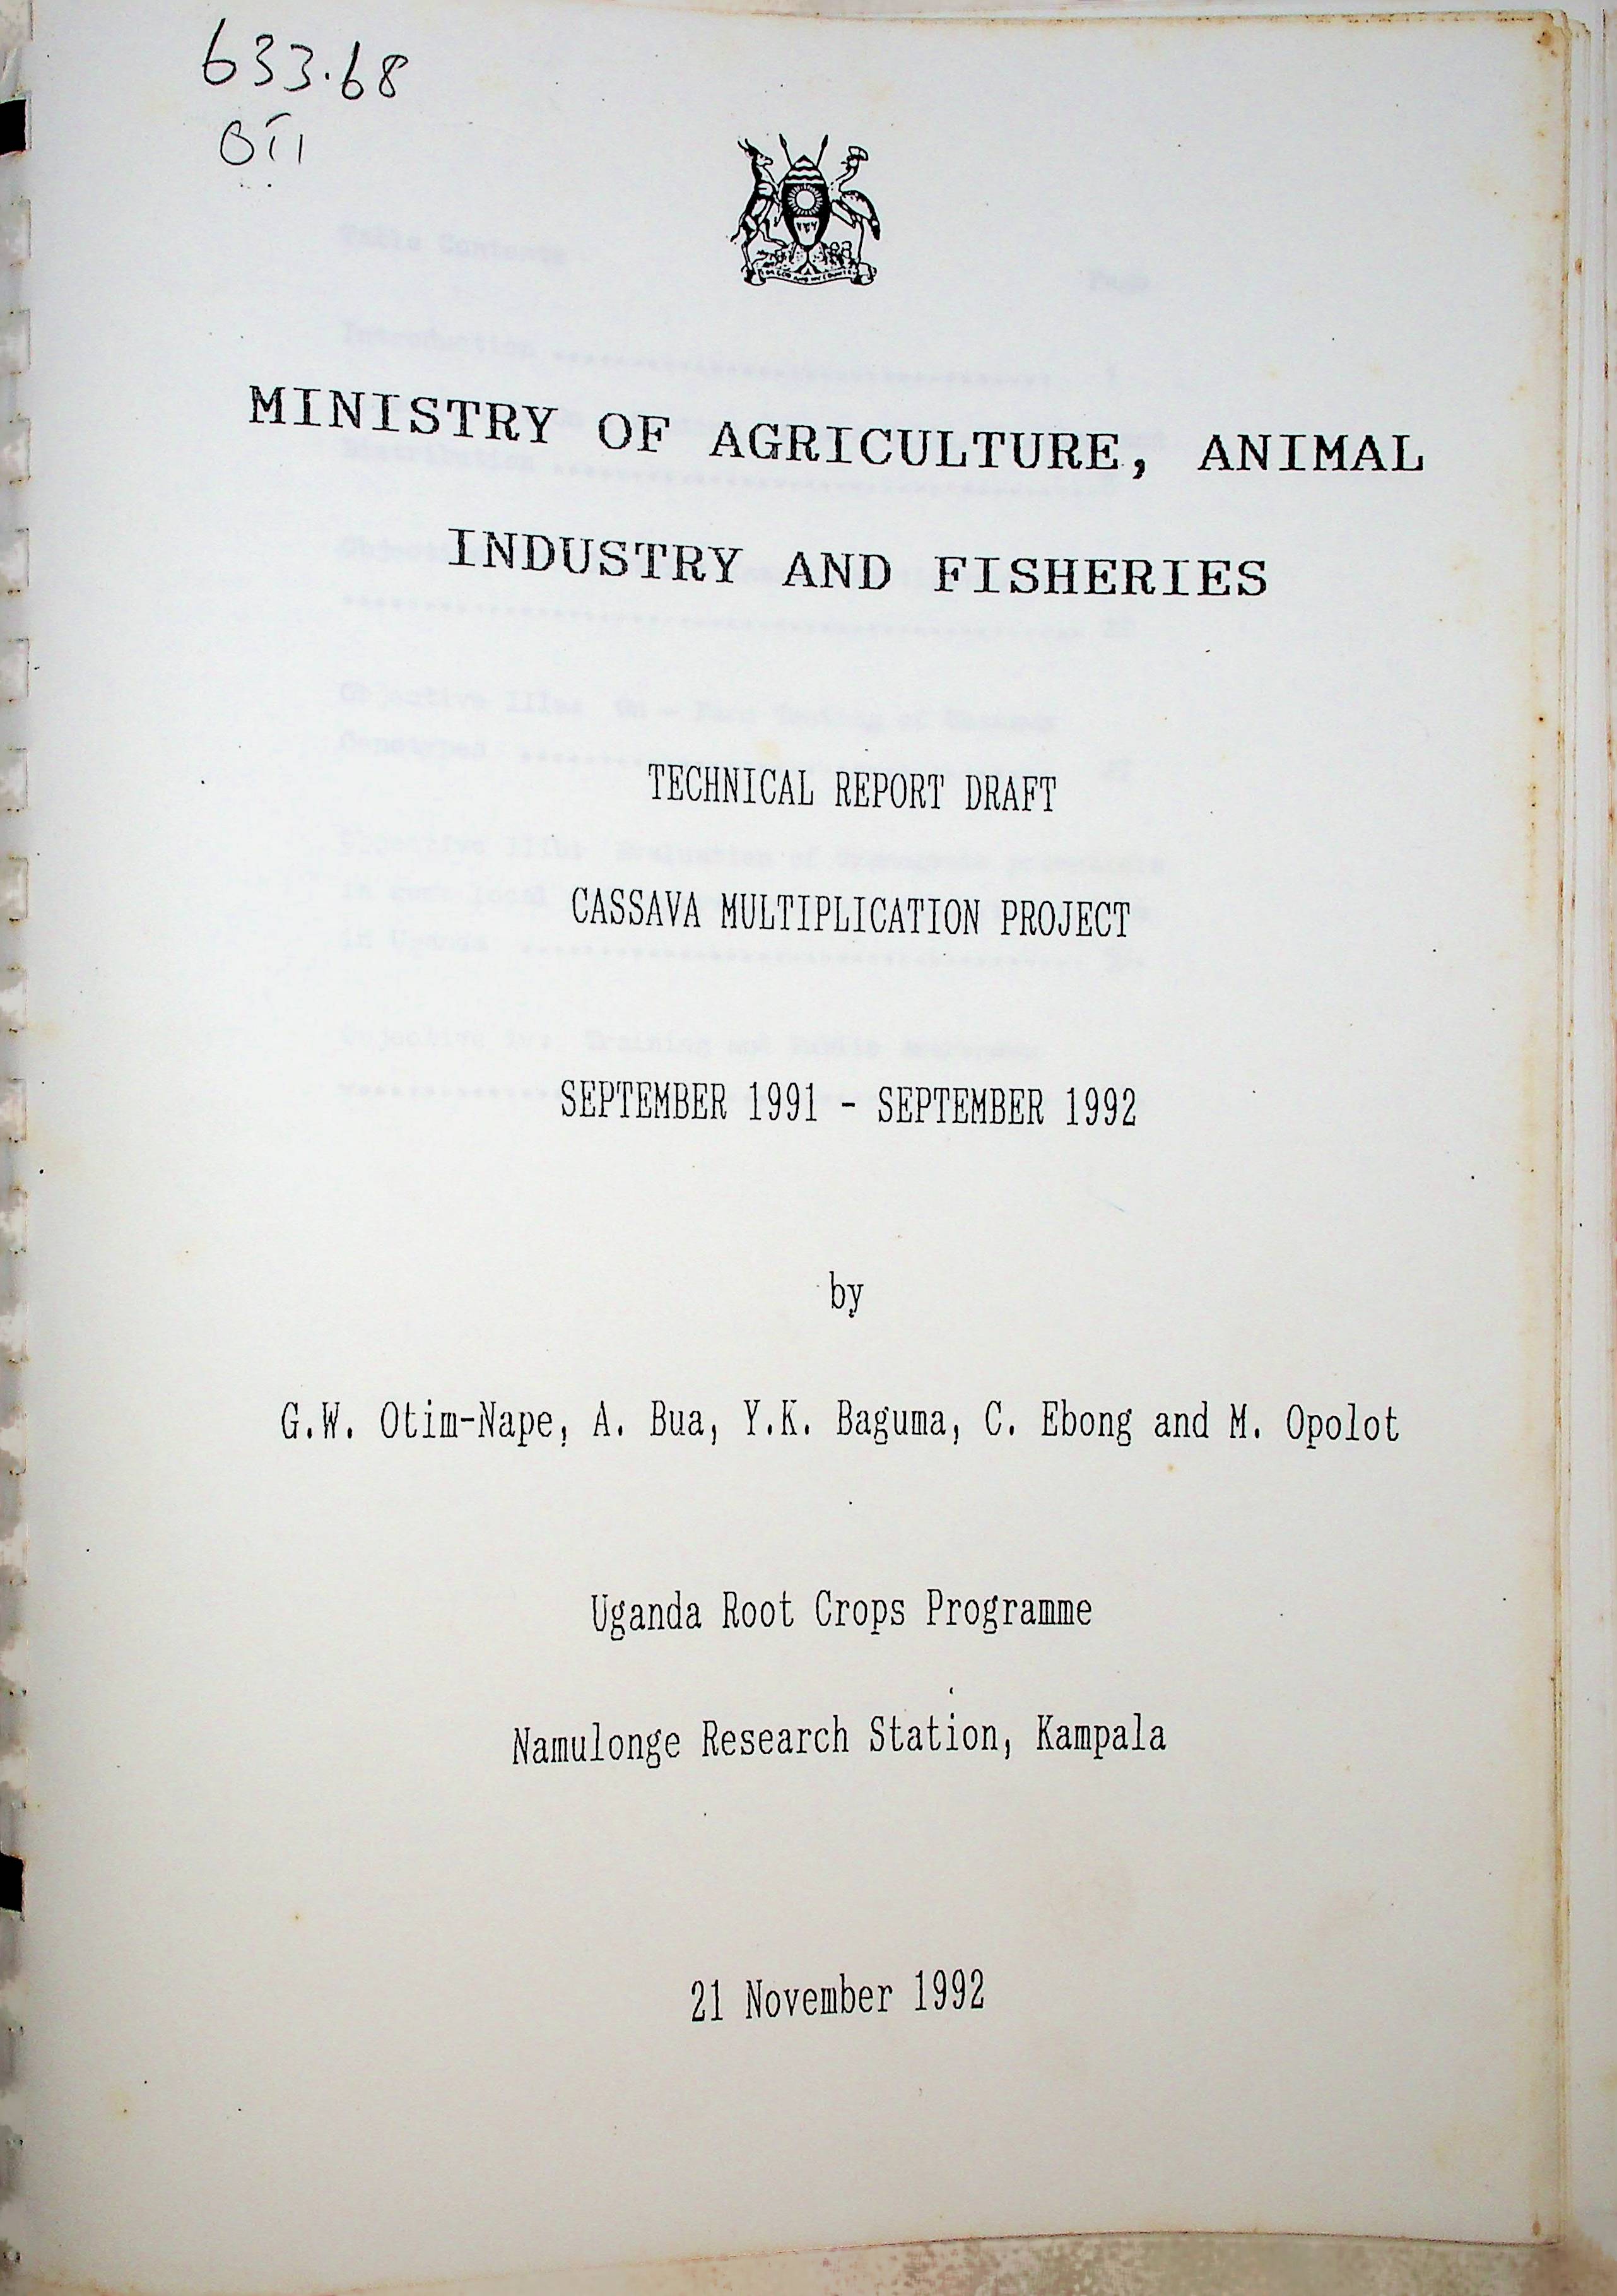 633.68
OTI
MINISTRY OF AGRICULTURE, ANIMAL
INDUSTRY AND FISHERIES
TECHNICAL REPORT DRAFT
CASSAVA MULTIPLICATION PROJECT
SEPTEMBER 1991 - SEPTEMBER 1992
by
G.W. Otim-Nape, A. Bua, Y.K. Baguma, C. Ebong and M. Opolot
Uganda Root Crops Programme
Namulonge Research Station, Kampala
21 November 1992